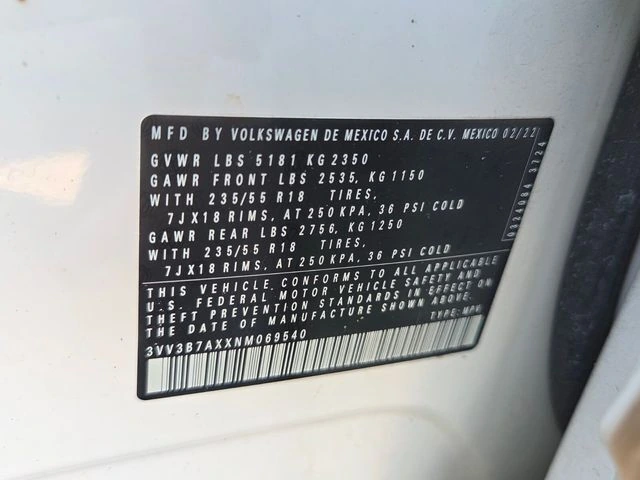 MFD BY VOLKSWAGEN DE MEXICO S.A. DE C.V. MEXICO 02/22
GVWR LBS 5181 KG 2350
GAWR FRONT LBS 2535, KG 1150
WITH 235/55 R18 TIRES,
7JX18 RIMS, AT 250 KPA, 36 PSI COLD
GAWR REAR LBS 2756, KG 1250
WITH 235/55 R18 TIRES,
7JX18 RIMS, AT 250 KPA, 36 PSI COLD
THIS VEHICLE CONFORMS TO ALL APPLICABLE
U.S. FEDERAL MOTOR VEHICLE SAFETY AND
THEFT PREVENTION STANDARDS IN EFFECT ON
THE DATE OF MANUFACTURE SHOWN ABOVE.
3VV3B7AXXNM069540 TYPE: MPV
0324084 3724